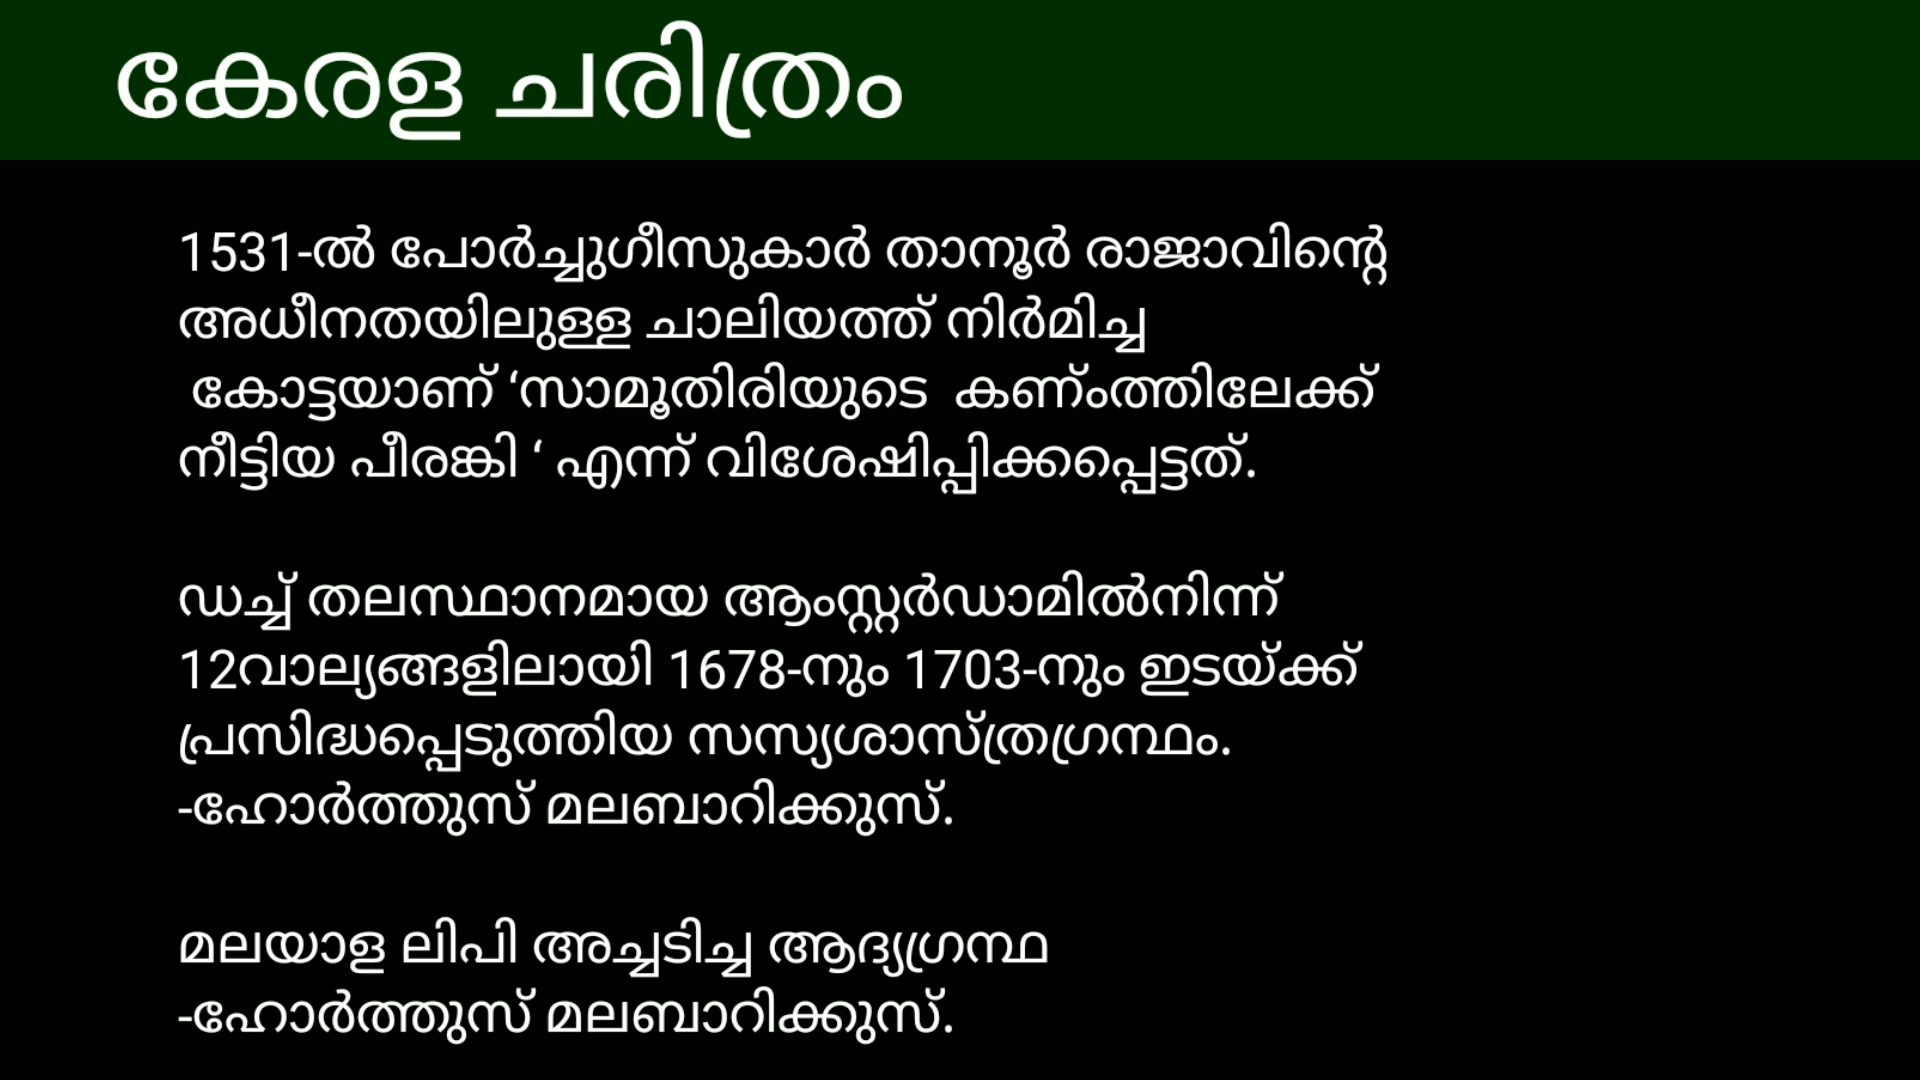 കേരള ചരിത്രം
1531-ൽ പോർച്ചുഗീസുകാർ താനൂർ രാജാവിന്റെ
അധീനതയിലുള്ള ചാലിയത്ത് നിർമിച്ച
കോട്ടയാണ് ‘സാമൂതിരിയുടെ കണ്ംത്തിലേക്ക്
നീട്ടിയ പീരങ്കി ‘ എന്ന് വിശേഷിപ്പിക്കപ്പെട്ടത്.
ഡച്ച് തലസ്ഥാനമായ ആംസ്റ്റർഡാമിൽനിന്ന്
12വാല്യങ്ങളിലായി 1678-നും 1703-നും ഇടയ്ക്ക്
പ്രസിദ്ധപ്പെടുത്തിയ സസ്യശാസ്ത്രഗ്രന്ഥം.
-ഹോർത്തുസ് മലബാറിക്കുസ്.
മലയാള ലിപി അച്ചടിച്ച ആദ്യഗ്രന്ഥ
-ഹോർത്തുസ് മലബാറിക്കുസ്.